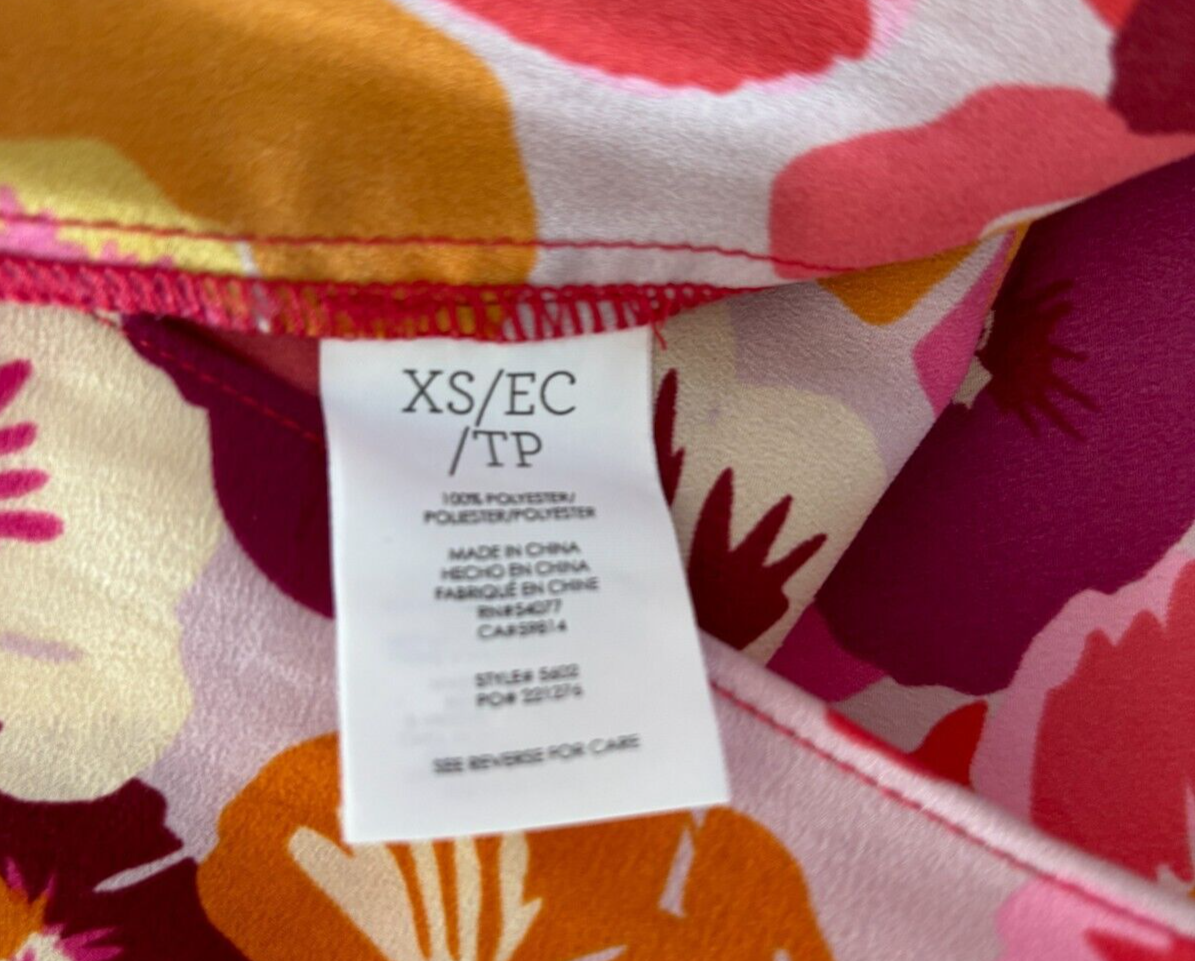 XS/EC
/TP
100% POLYESTER/
POLIESTER/POLYESTER
MADE IN CHINA
HECHO EN CHINA
FABRIQUÉ EN CHINE
RN#54077
CA#59814
STYLE# 5602
PO# 221276
SEE REVERSE FOR CARE